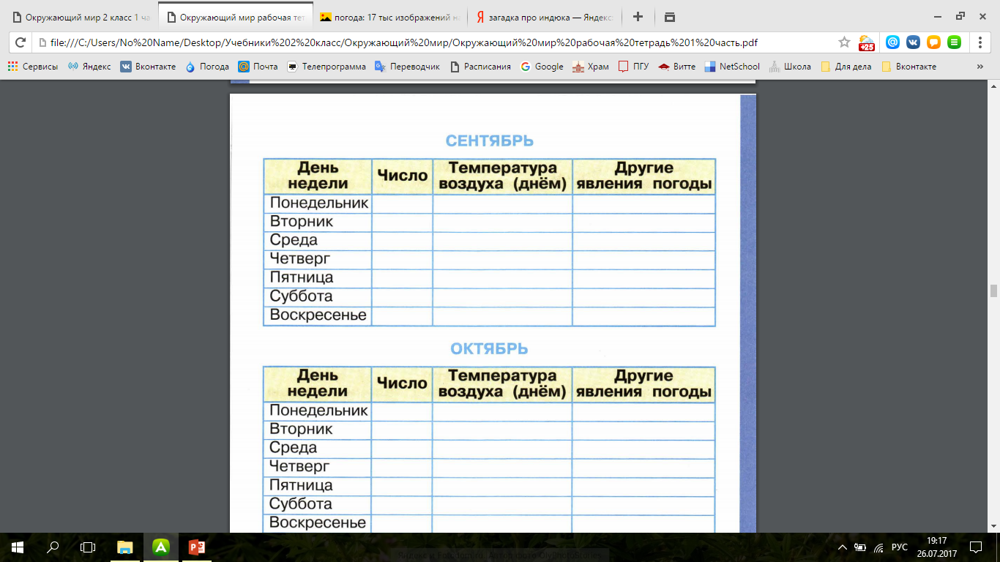 Окружающий мир 2 класс 1 ча
Окружающий мир рабочая тет
погода: 17 тыс изображений н
загадка про индюка — Яндекс
file:///C:/Users/No%20Name/Desktop/Учебники%202%20класс/Окружающий%20мир/Окружающий%20мир%20рабочая%20тетрадь%201%20часть.pdf
+25
Сервисы Яндекс Вконтакте Погода Почта Телепрограмма Переводчик Расписания Google Храм ПГУ Витте NetSchool Школа Для дела Вконтакте »
СЕНТЯБРЬ
День недели Число Температура воздуха (днём) Другие явления погоды
Понедельник
Вторник
Среда
Четверг
Пятница
Суббота
Воскресенье
ОКТЯБРЬ
День недели Число Температура воздуха (днём) Другие явления погоды
Понедельник
Вторник
Среда
Четверг
Пятница
Суббота
Воскресенье
РУС
19:17
26.07.2017